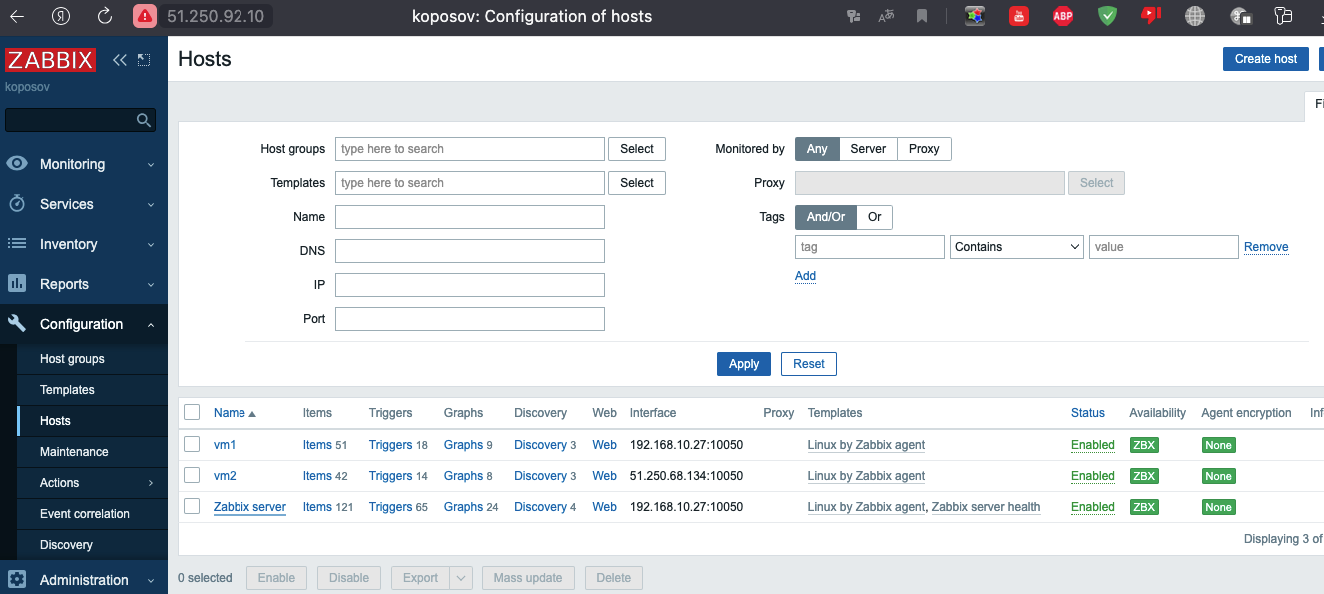 51.250.92.10 koposov: Configuration of hosts
ABP
ZABBIX
koposov
Hosts
Create host
Monitoring
Services
Inventory
Reports
Configuration
Host groups
Templates
Hosts
Maintenance
Actions
Event correlation
Discovery
Administration
Host groups type here to search Select
Templates type here to search Select
Name
DNS
IP
Port
Monitored by Any Server Proxy
Proxy Select
Tags And/Or Or
tag Contains value Remove
Add
Apply Reset
Name Items Triggers Graphs Discovery Web Interface Proxy Templates Status Availability Agent encryption Inf
vm1 Items 51 Triggers 18 Graphs 9 Discovery 3 Web 192.168.10.27:10050 Linux by Zabbix agent Enabled ZBX None
vm2 Items 42 Triggers 14 Graphs 8 Discovery 3 Web 51.250.68.134:10050 Linux by Zabbix agent Enabled ZBX None
Zabbix server Items 121 Triggers 65 Graphs 24 Discovery 4 Web 192.168.10.27:10050 Linux by Zabbix agent, Zabbix server health Enabled ZBX None
Displaying 3 of
0 selected Enable Disable Export Mass update Delete